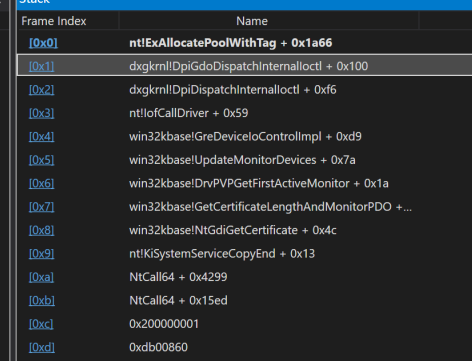 Stack
Frame Index Name
[0x0] nt!ExAllocatePoolWithTag + 0x1a66
[0x1] dxgkrnl!DpiGdoDispatchInternalIoctl + 0x100
[0x2] dxgkrnl!DpiDispatchInternalIoctl + 0xf6
[0x3] nt!IofCallDriver + 0x59
[0x4] win32kbase!GreDeviceIoControlImpl + 0xd9
[0x5] win32kbase!UpdateMonitorDevices + 0x7a
[0x6] win32kbase!DrvPVPGetFirstActiveMonitor + 0x1a
[0x7] win32kbase!GetCertificateLengthAndMonitorPDO +...
[0x8] win32kbase!NtGdiGetCertificate + 0x4c
[0x9] nt!KiSystemServiceCopyEnd + 0x13
[0xa] NtCall64 + 0x4299
[0xb] NtCall64 + 0x15ed
[0xc] 0x200000001
[0xd] 0xdb00860